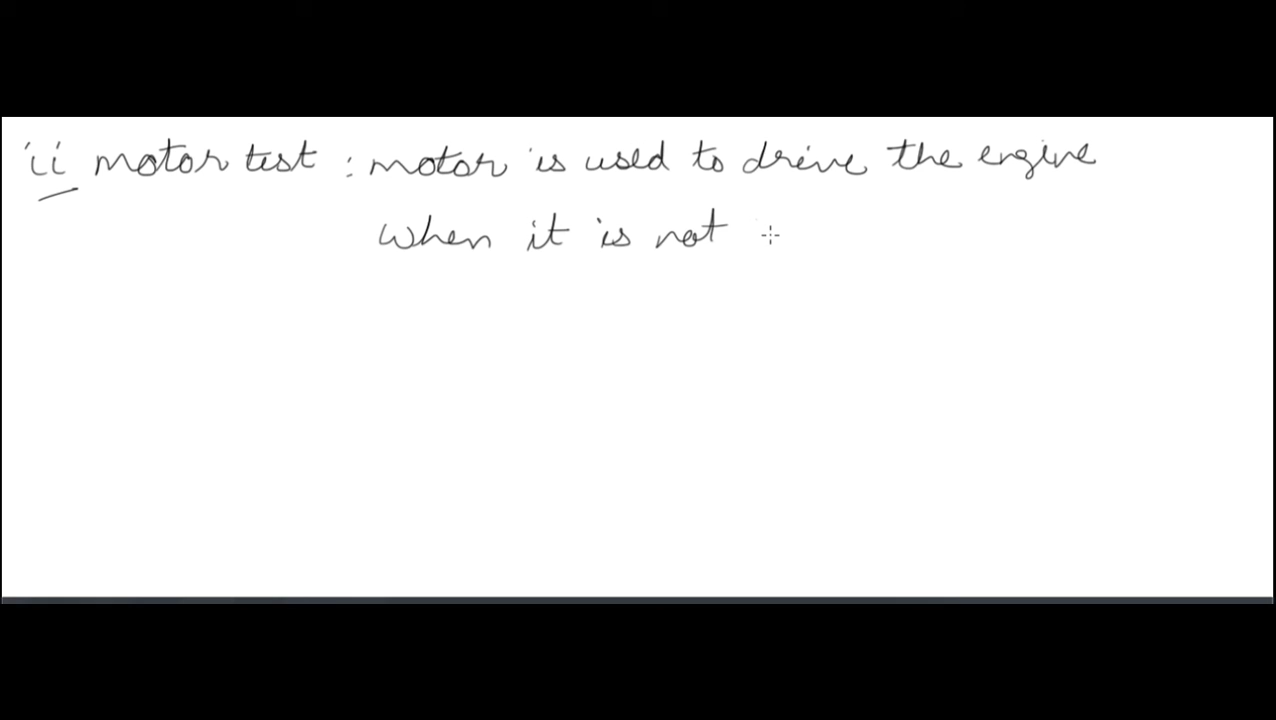 ii motor test : motor is used to drive the engine
when it is not